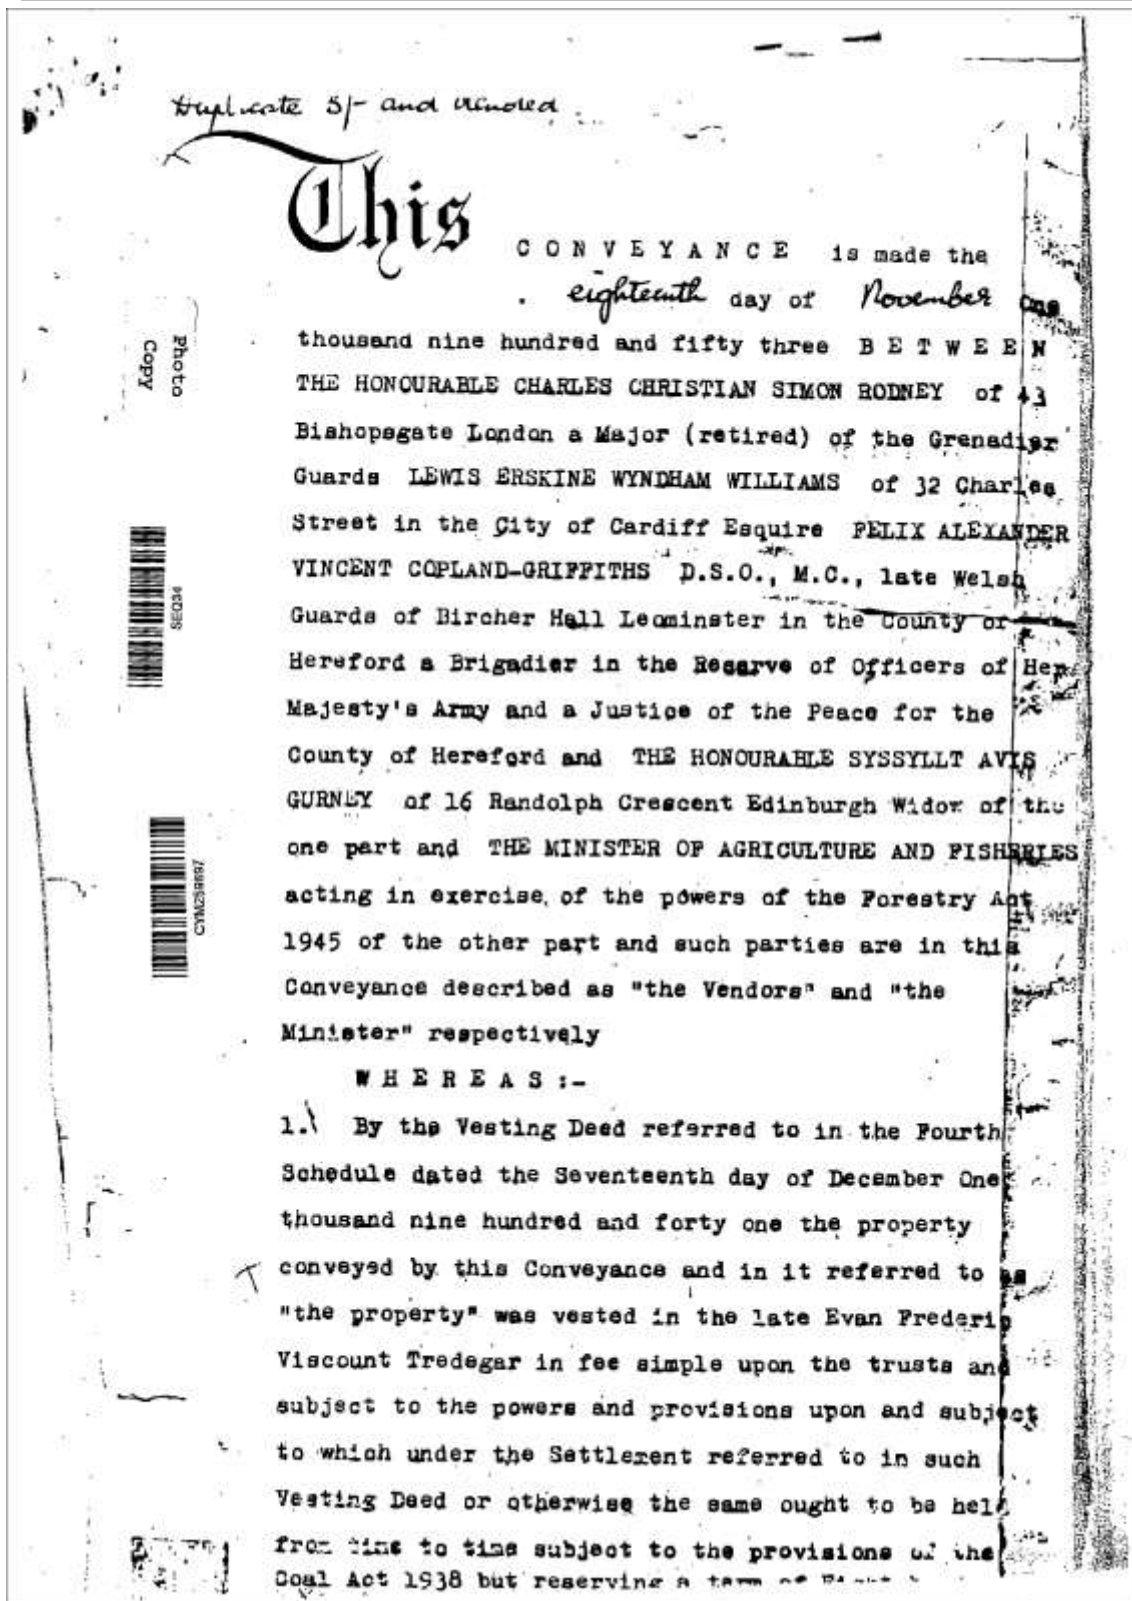 Duplicate 5/- and
This
CONVEYANCE is made the
eighteenth day of November one
thousand nine hundred and fifty three BETWEEN
THE HONOURABLE CHARLES CHRISTIAN SIMON RODNEY of 43
Bishopsgate London a Major (retired) of the Grenadier
Guards LEWIS ERSKINE WYNDHAM WILLIAMS of 32 Charles
Street in the City of Cardiff Esquire FELIX ALEXANDER
VINCENT COPLAND-GRIFFITHS D.S.O., M.C., late Welsh
Guards of Bircher Hall Leominster in the County of
Hereford a Brigadier in the Reserve of Officers of Her
Majesty's Army and a Justice of the Peace for the
County of Hereford and THE HONOURABLE SYSSYLLT AVIS
GURNEY of 16 Randolph Crescent Edinburgh Widow of the
one part and THE MINISTER OF AGRICULTURE AND FISHERIES
acting in exercise of the powers of the Forestry Act
1945 of the other part and such parties are in this
Conveyance described as "the Vendors" and "the
Minister" respectively
WHEREAS:-
1. By the Vesting Deed referred to in the Fourth
Schedule dated the Seventeenth day of December One
thousand nine hundred and forty one the property
conveyed by this Conveyance and in it referred to as
"the property" was vested in the late Evan Frederic
Viscount Tredegar in fee simple upon the trusts and
subject to the powers and provisions upon and subject
to which under the Settlement referred to in such
Vesting Deed or otherwise the same ought to be held
from time to time subject to the provisions of the
Coal Act 1938 but reserving a term of
Photo
Copy
SEQ34
CYM259697